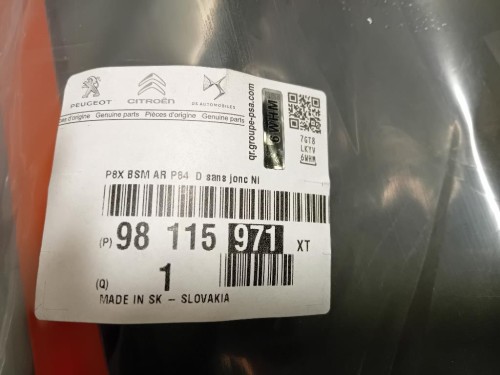 PEUGEOT CITROËN DS AUTOMOBILES
Pièces d'origine Genuine parts Pièces d'origine Genuine parts
qr.groupe-psa.com
6WHM
7GT8
LKYV
6WHM
P8X BSM AR P84 D sans jonc NI
(P) 98 115 971 XT
(Q) 1
MADE IN SK - SLOVAKIA